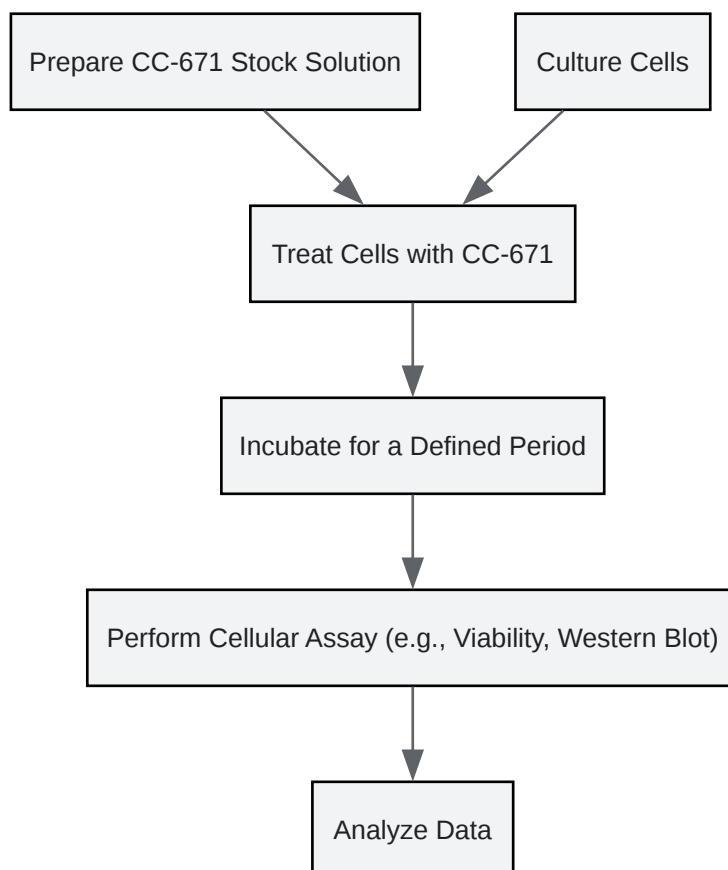 Prepare CC-671 Stock Solution
Culture Cells
Treat Cells with CC-671
Incubate for a Defined Period
Perform Cellular Assay (e.g., Viability, Western Blot)
Analyze Data